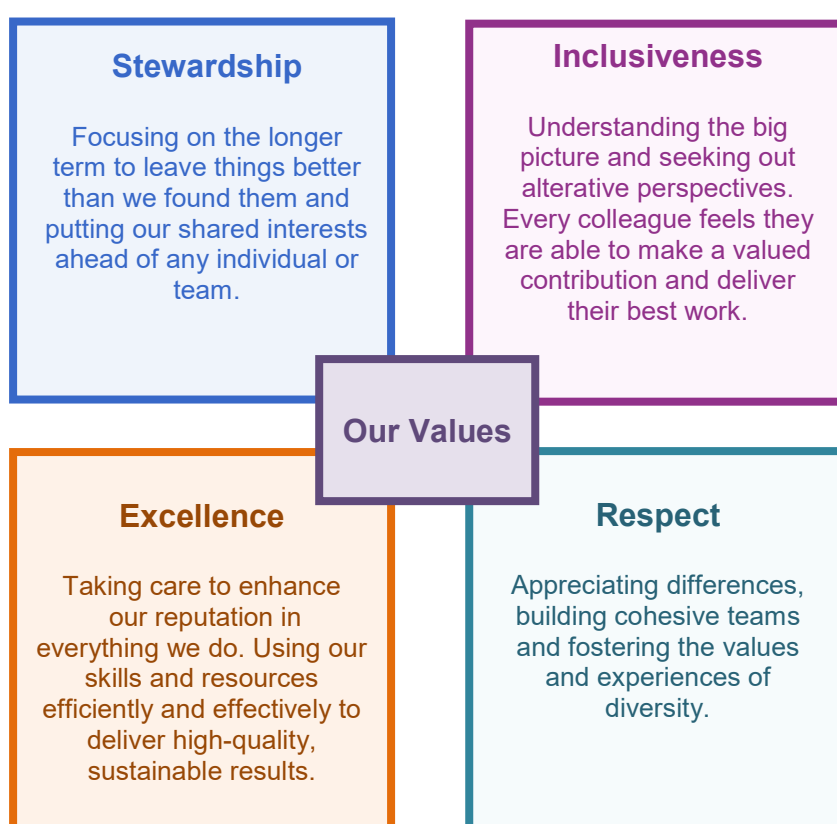 Stewardship
Focusing on the longer
term to leave things better
than we found them and
putting our shared interests
ahead of any individual or
team.
Inclusiveness
Understanding the big
picture and seeking out
alterative perspectives.
Every colleague feels they
are able to make a valued
contribution and deliver
their best work.
Our Values
Excellence
Taking care to enhance
our reputation in
everything we do. Using our
skills and resources
efficiently and effectively to
deliver high-quality,
sustainable results.
Respect
Appreciating differences,
building cohesive teams
and fostering the values
and experiences of
diversity.